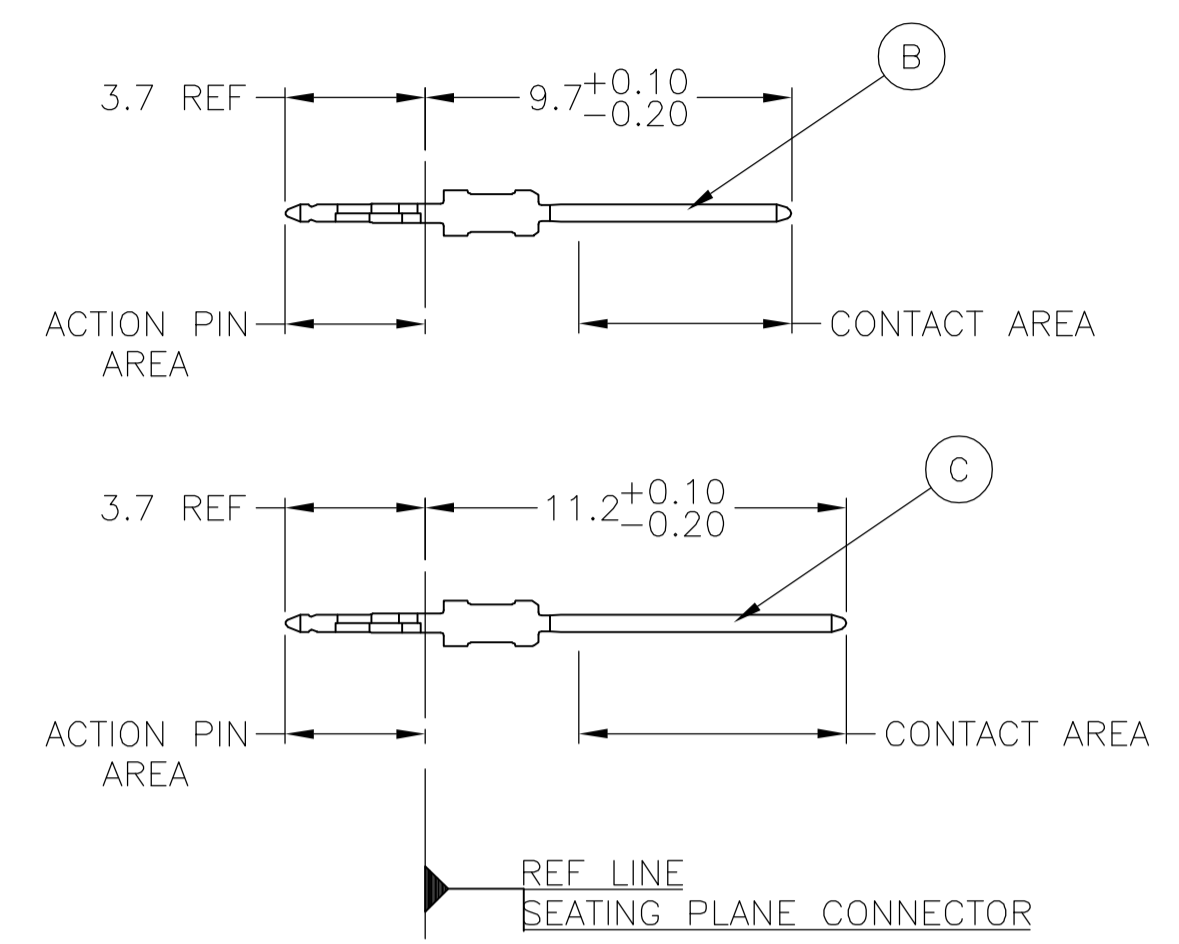 B
3.7 REF
9.7 +0.10 -0.20
ACTION PIN
AREA
CONTACT AREA
C
3.7 REF
11.2 +0.10 -0.20
ACTION PIN
AREA
CONTACT AREA
REF LINE
SEATING PLANE CONNECTOR